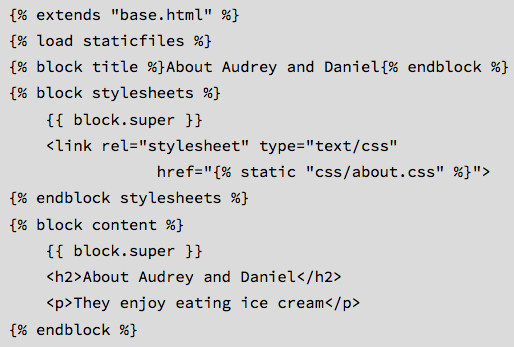 {% extends "base.html" %}
{% load staticfiles %}
{% block title %}About Audrey and Daniel{% endblock %}
{% block stylesheets %}
    {{ block.super }}
    <link rel="stylesheet" type="text/css"
               href="{% static "css/about.css" %}">
{% endblock stylesheets %}
{% block content %}
    {{ block.super }}
    <h2>About Audrey and Daniel</h2>
    <p>They enjoy eating ice cream</p>
{% endblock %}